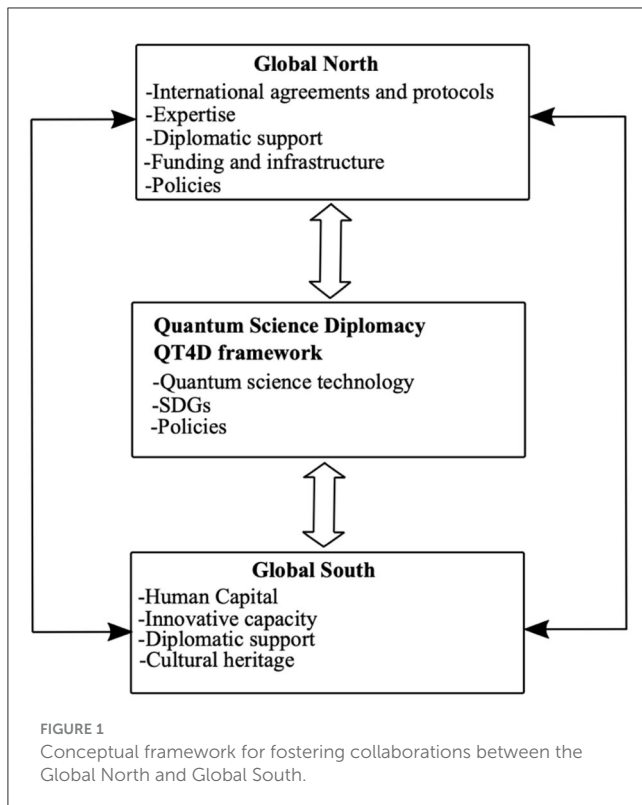 Global North
-International agreements and protocols
-Expertise
-Diplomatic support
-Funding and infrastructure
-Policies
Quantum Science Diplomacy
QT4D framework
-Quantum science technology
-SDGs
-Policies
Global South
-Human Capital
-Innovative capacity
-Diplomatic support
-Cultural heritage
FIGURE 1
Conceptual framework for fostering collaborations between the
Global North and Global South.